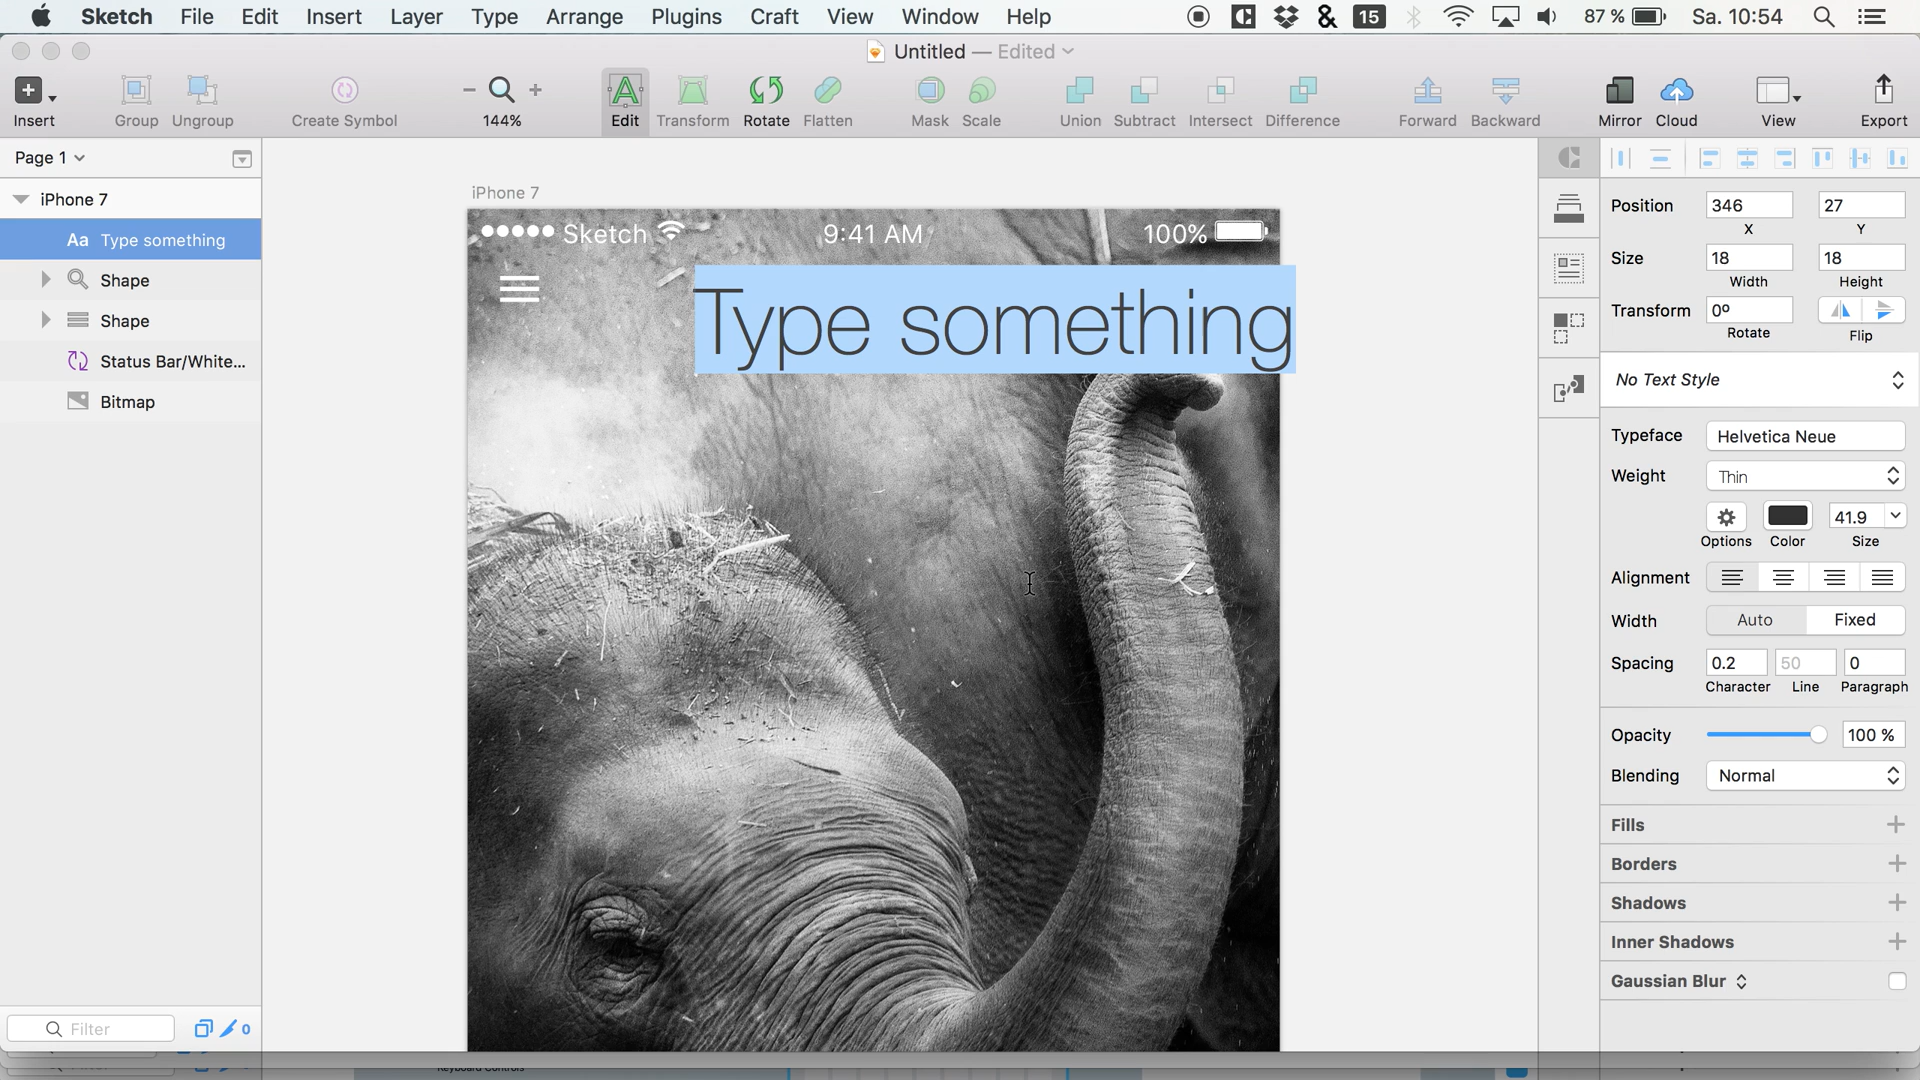 Sketch File Edit Insert Layer Type Arrange Plugins Craft View Window Help 15 87 % Sa. 10:54
Untitled — Edited
Insert Group Ungroup Create Symbol 144% Edit Transform Rotate Flatten Mask Scale Union Subtract Intersect Difference Forward Backward Mirror Cloud View Export
Page 1
iPhone 7
Aa Type something
Shape
Shape
Status Bar/White...
Bitmap
Filter 0
iPhone 7
Sketch 9:41 AM 100%
Type something
Position 346 27
X Y
Size 18 18
Width Height
Transform 0º
Rotate Flip
No Text Style
Typeface Helvetica Neue
Weight Thin
41.9
Options Color Size
Alignment
Width Auto Fixed
Spacing 0.2 50 0
Character Line Paragraph
Opacity 100 %
Blending Normal
Fills
Borders
Shadows
Inner Shadows
Gaussian Blur
Keyboard Controls